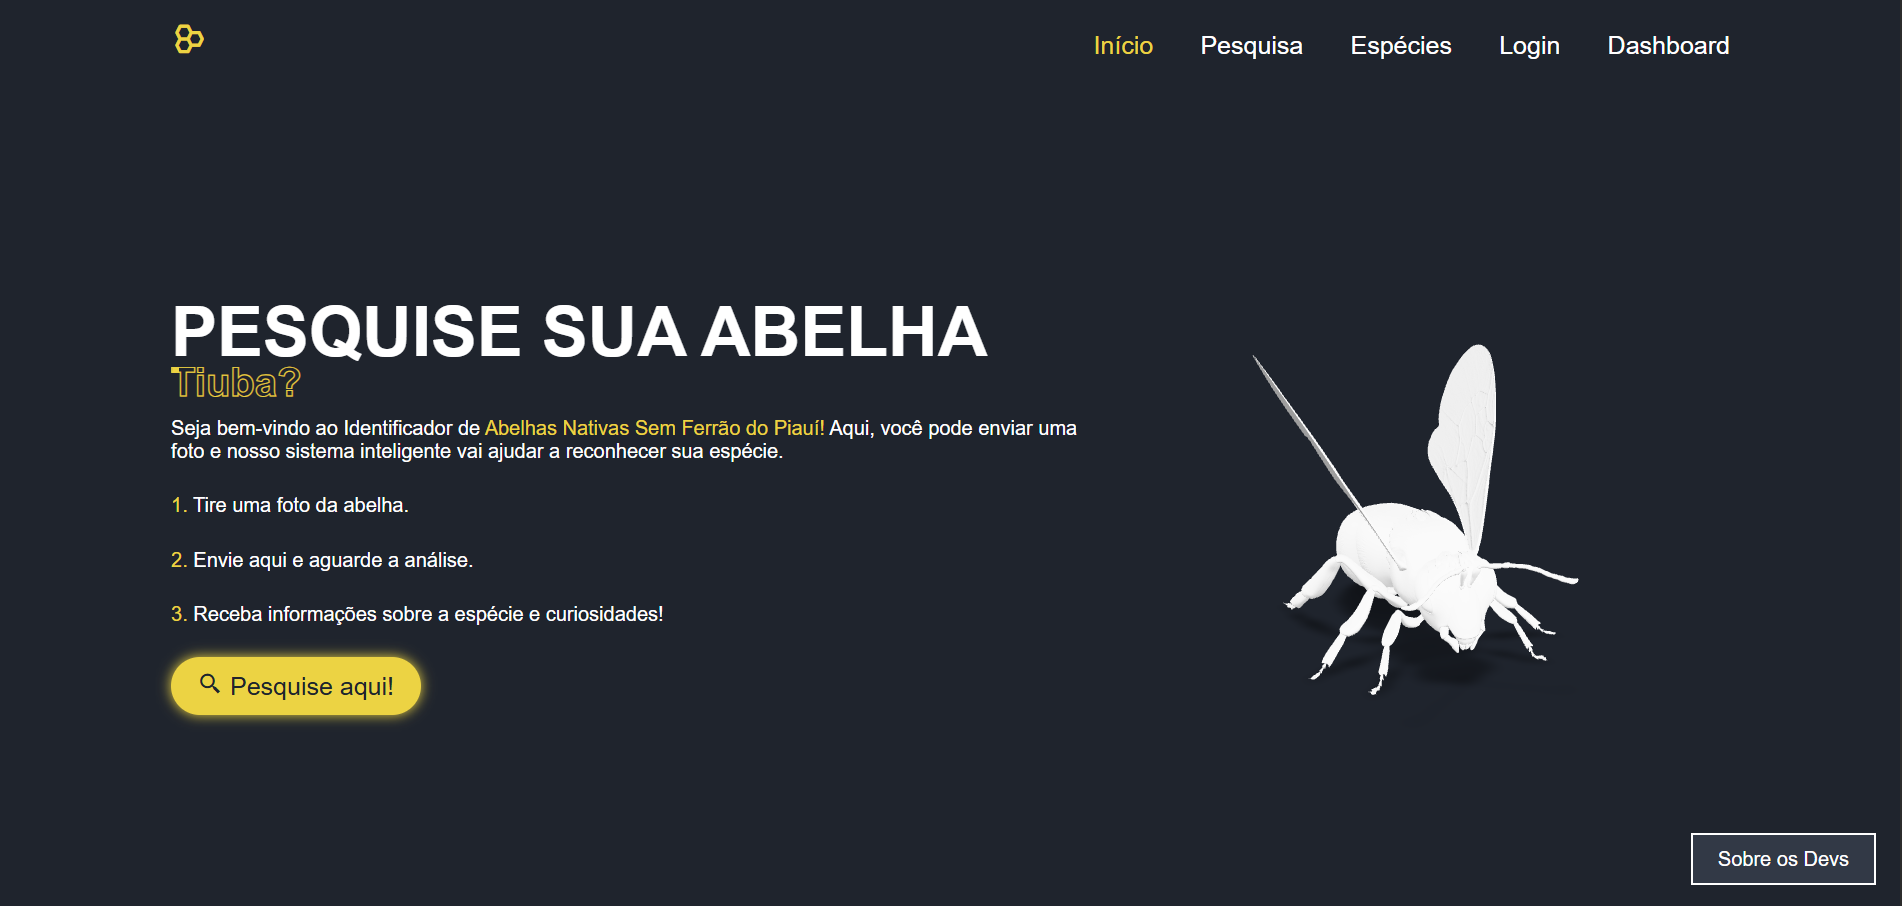 Início Pesquisa Espécies Login Dashboard
PESQUISE SUA ABELHA
Tiuba?
Seja bem-vindo ao Identificador de Abelhas Nativas Sem Ferrão do Piauí! Aqui, você pode enviar uma
foto e nosso sistema inteligente vai ajudar a reconhecer sua espécie.
1. Tire uma foto da abelha.
2. Envie aqui e aguarde a análise.
3. Receba informações sobre a espécie e curiosidades!
Pesquise aqui!
Sobre os Devs